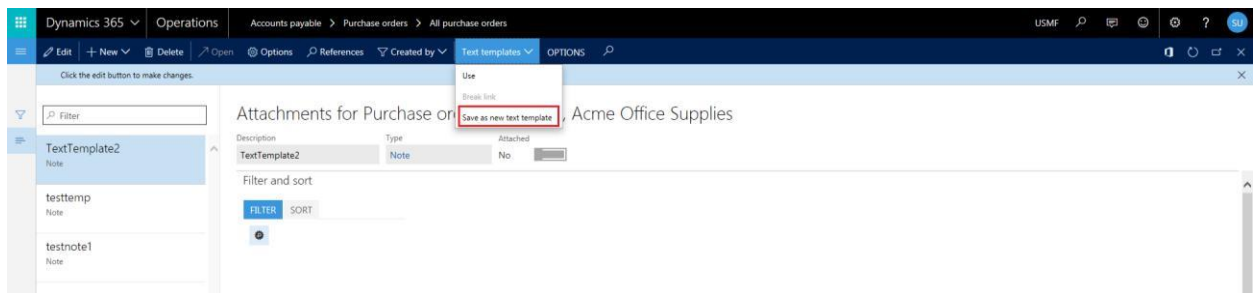 Dynamics 365 Operations Accounts payable > Purchase orders > All purchase orders USMF ? SU
Edit + New Delete Open Options References Created by Text templates OPTIONS
Click the edit button to make changes.
Use
Break link
Save as new text template
Filter
Attachments for Purchase or , Acme Office Supplies
TextTemplate2
Note
Description Type Attached
TextTemplate2 Note No
Filter and sort
testtemp
Note
FILTER SORT
testnote1
Note